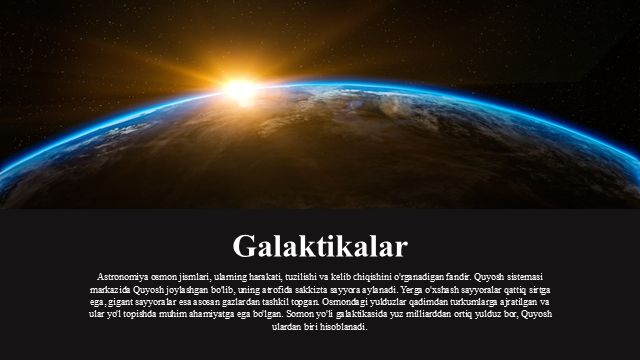 Galaktikalar
Astronomiya osmon jismlari, ularning harakati, tuzilishi va kelib chiqishini o'rganadigan fandir. Quyosh sistemasi
markazida Quyosh joylashgan bo'lib, uning atrofida sakkizta sayyora aylanadi. Yerga o'xshash sayyoralar qattiq sirtga
ega, gigant sayyoralar esa asosan gazlardan tashkil topgan. Osmondagi yulduzlar qadimdan turkumlarga ajratilgan va
ular yo'l topishda muhim ahamiyatga ega bo'lgan. Somon yo'li galaktikasida yuz milliarddan ortiq yulduz bor, Quyosh
ulardan biri hisoblanadi.